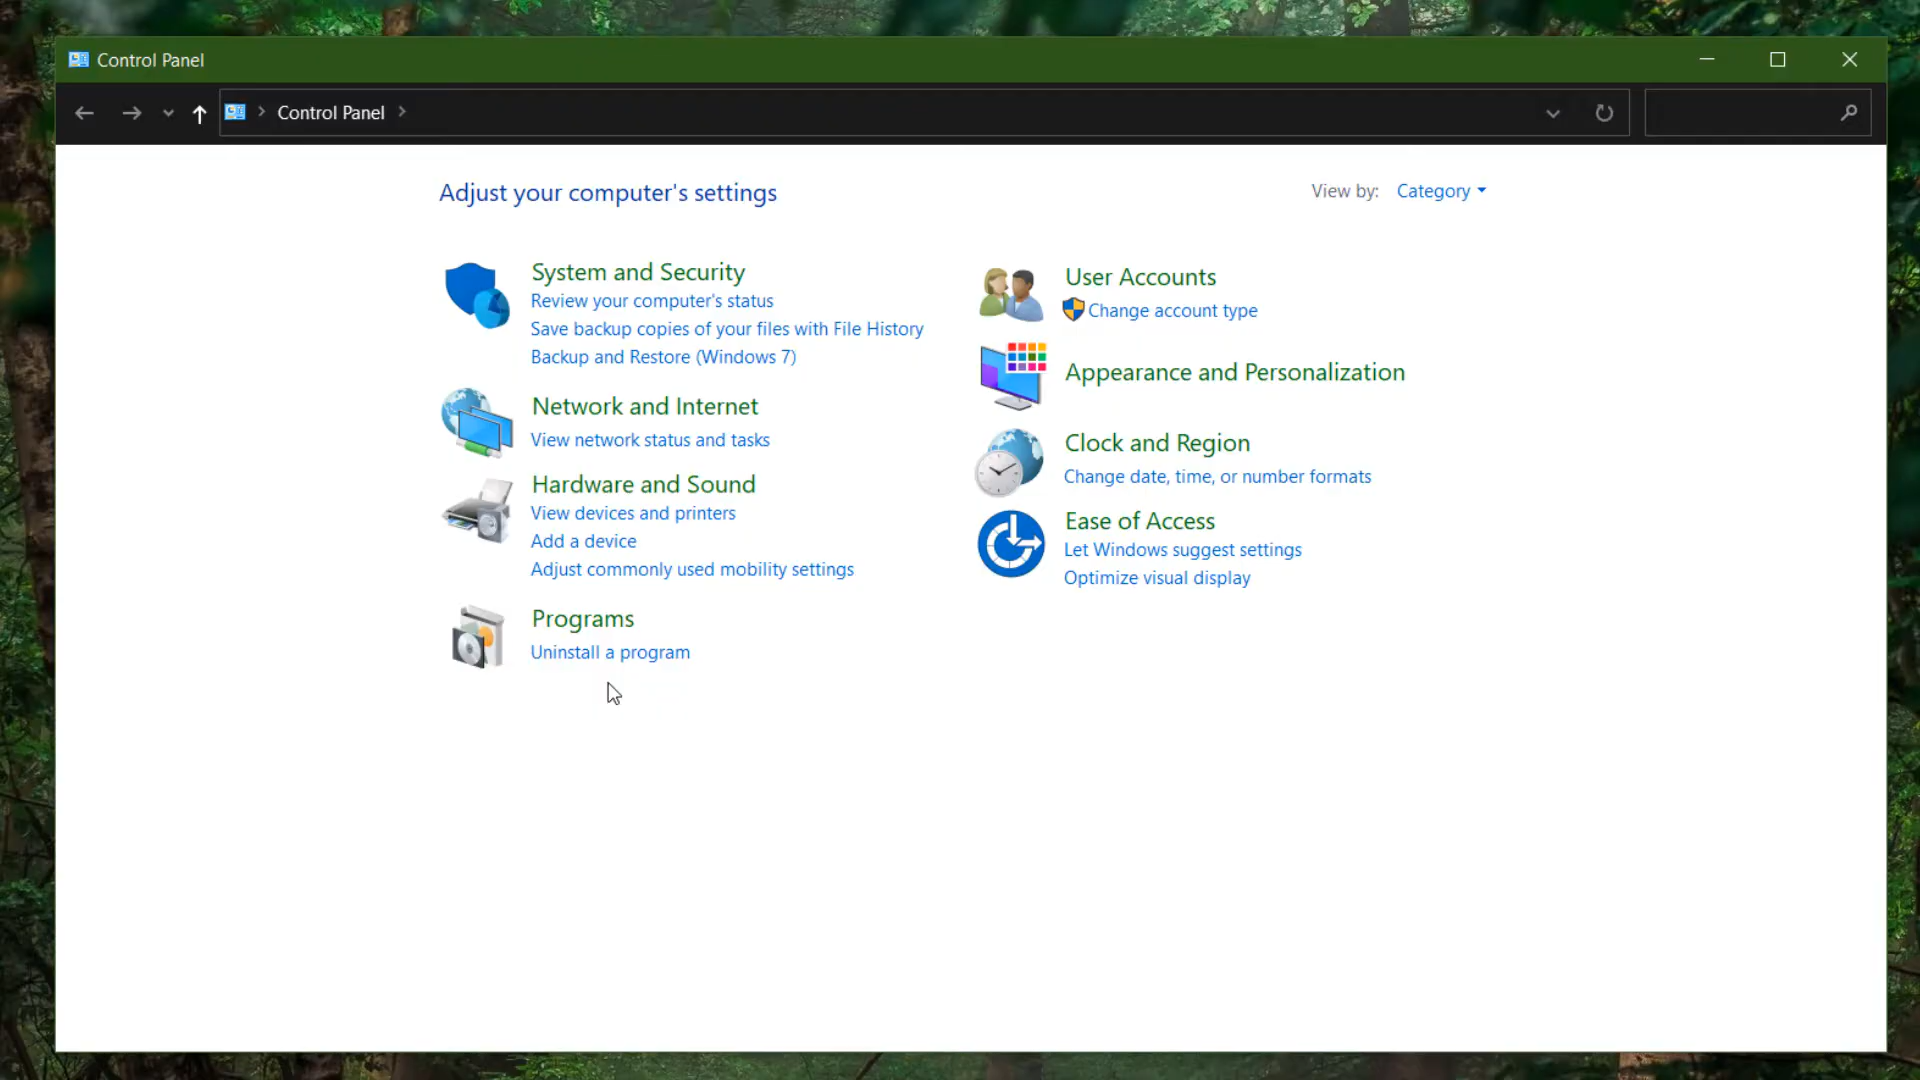 Control Panel
Control Panel
Adjust your computer's settings
View by: Category
System and Security
Review your computer's status
Save backup copies of your files with File History
Backup and Restore (Windows 7)
Network and Internet
View network status and tasks
Hardware and Sound
View devices and printers
Add a device
Adjust commonly used mobility settings
Programs
Uninstall a program
User Accounts
Change account type
Appearance and Personalization
Clock and Region
Change date, time, or number formats
Ease of Access
Let Windows suggest settings
Optimize visual display